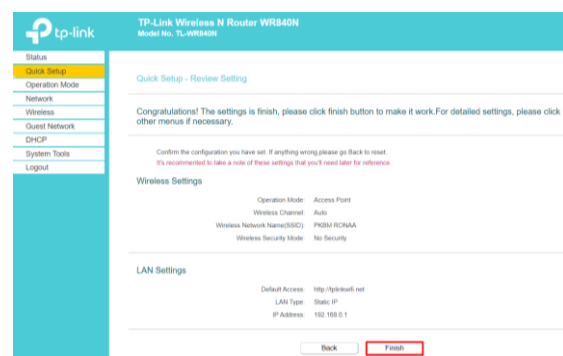 tp-link
TP-Link Wireless N Router WR840N
Model No. TL-WR840N
Status
Quick Setup
Operation Mode
Network
Wireless
Guest Network
DHCP
System Tools
Logout
Quick Setup - Review Setting
Congratulations! The settings is finish, please click finish button to make it work.For detailed settings, please click
other menus if necessary.
Confirm the configuration you have set. If anything wrong,please go Back to reset.
It's recommended to take a note of these settings that you'll need later for reference.
Wireless Settings
Operation Mode: Access Point
Wireless Channel: Auto
Wireless Network Name(SSID): PKBM RONAA
Wireless Security Mode: No Security
LAN Settings
Default Access: http://tplinkwifi.net
LAN Type: Static IP
IP Address: 192.168.0.1
Back Finish